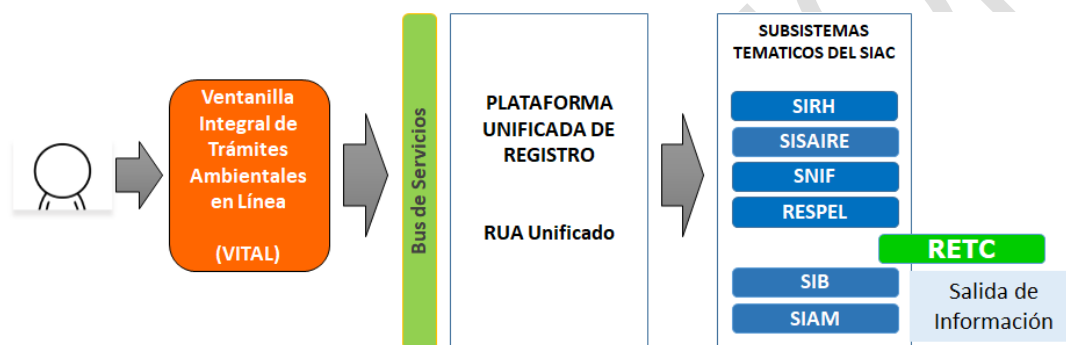 Ventanilla
Integral de
Trámites
Ambientales
en Línea
(VITAL)
Bus de Servicios
PLATAFORMA
UNIFICADA DE
REGISTRO
RUA Unificado
SUBSISTEMAS
TEMATICOS DEL SIAC
SIRH
SISAIRE
SNIF
RESPEL
RETC
SIB
SIAM
Salida de
Información